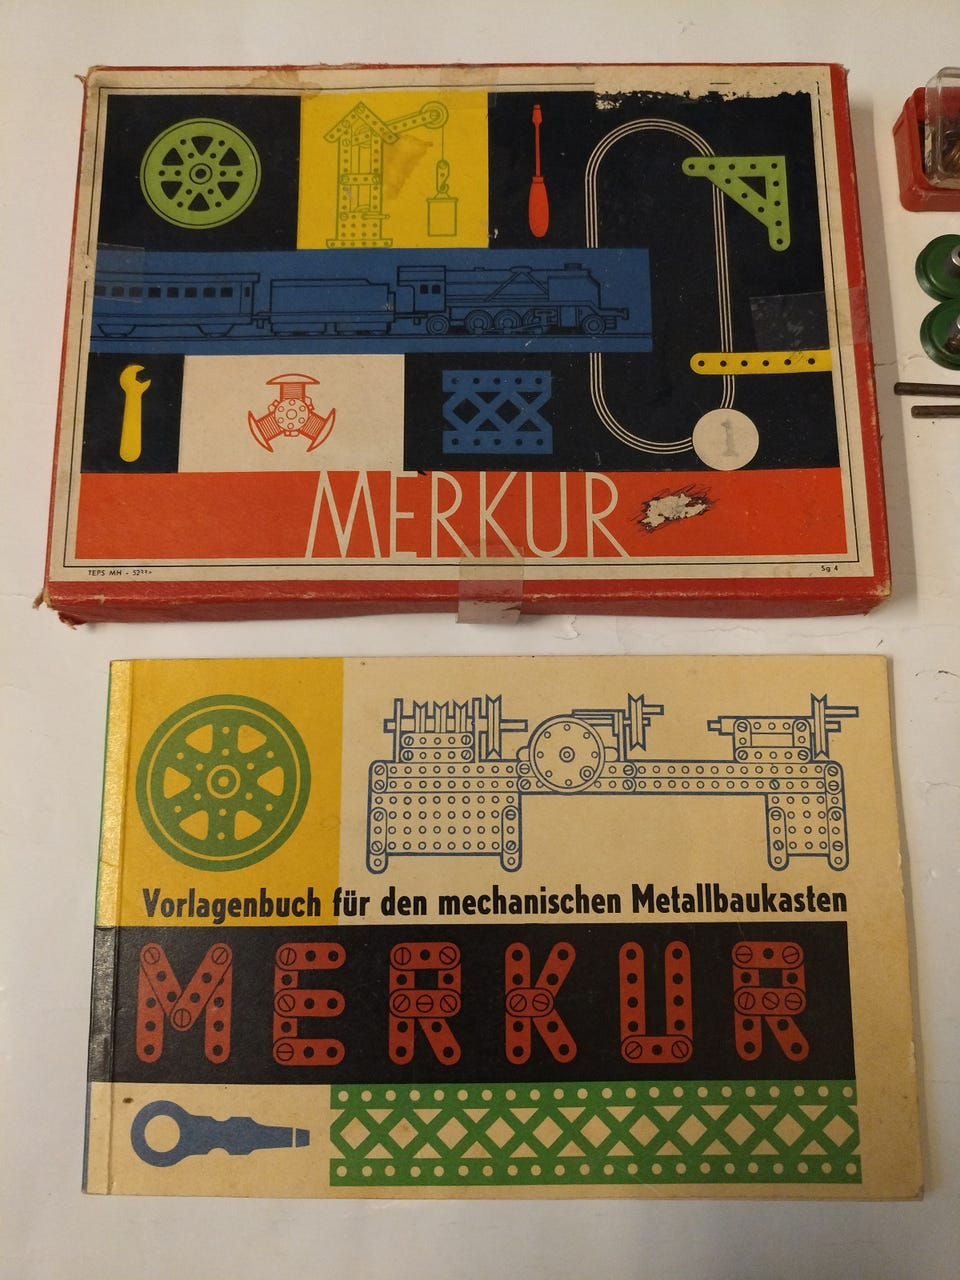 1
MERKUR
TEPS MH - 52
Sg 4
Vorlagenbuch für den mechanischen Metallbaukasten
MERKUR